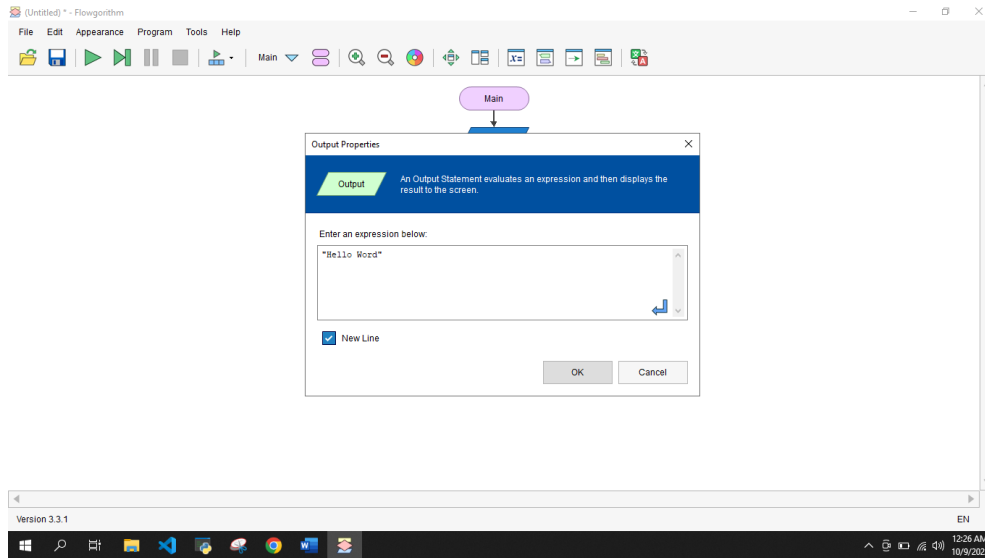 (Untitled) * - Flowgorithm
File Edit Appearance Program Tools Help
Main
Main
Output Properties
Output
An Output Statement evaluates an expression and then displays the
result to the screen.
Enter an expression below:
"Hello Word"
New Line
OK Cancel
Version 3.3.1 EN
12:26 AM